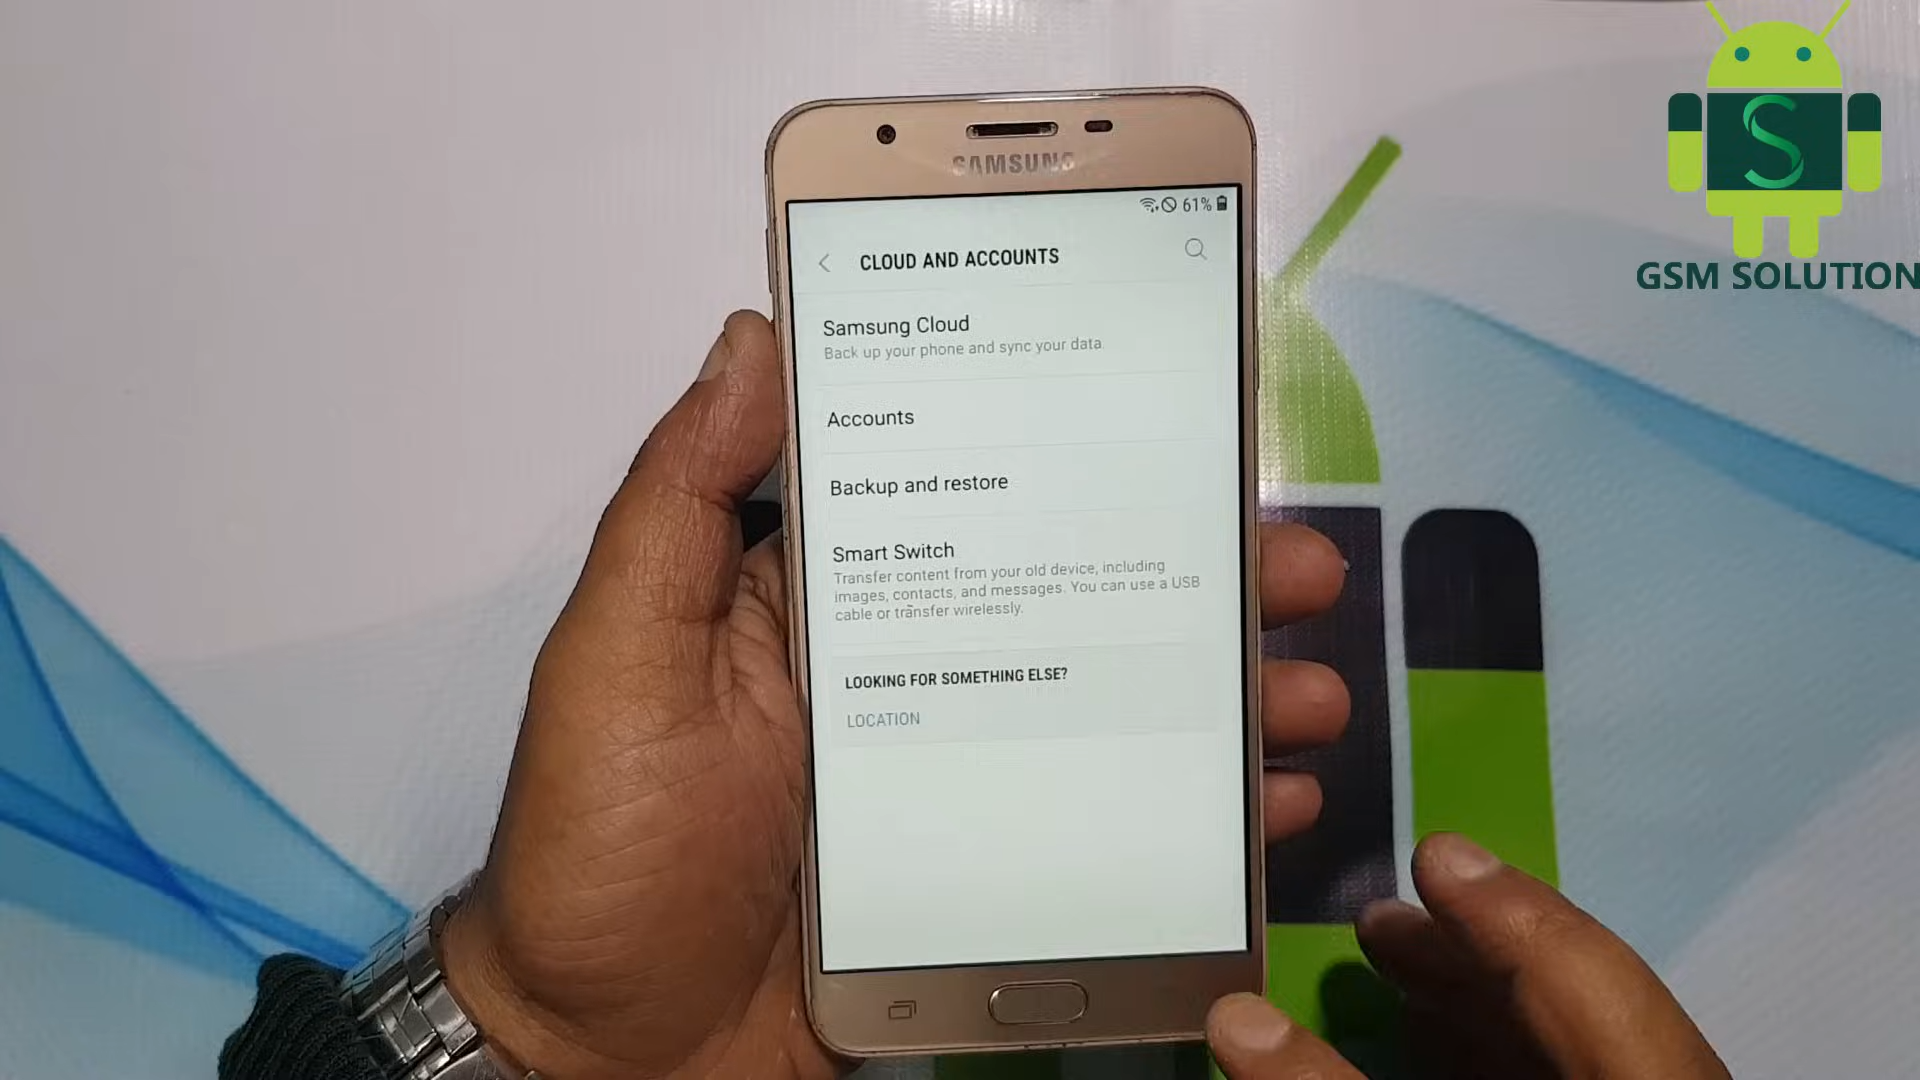 SAMSUNG
61%
CLOUD AND ACCOUNTS
Samsung Cloud
Back up your phone and sync your data.
Accounts
Backup and restore
Smart Switch
Transfer content from your old device, including
images, contacts, and messages. You can use a USB
cable or transfer wirelessly.
LOOKING FOR SOMETHING ELSE?
LOCATION
S
GSM SOLUTION